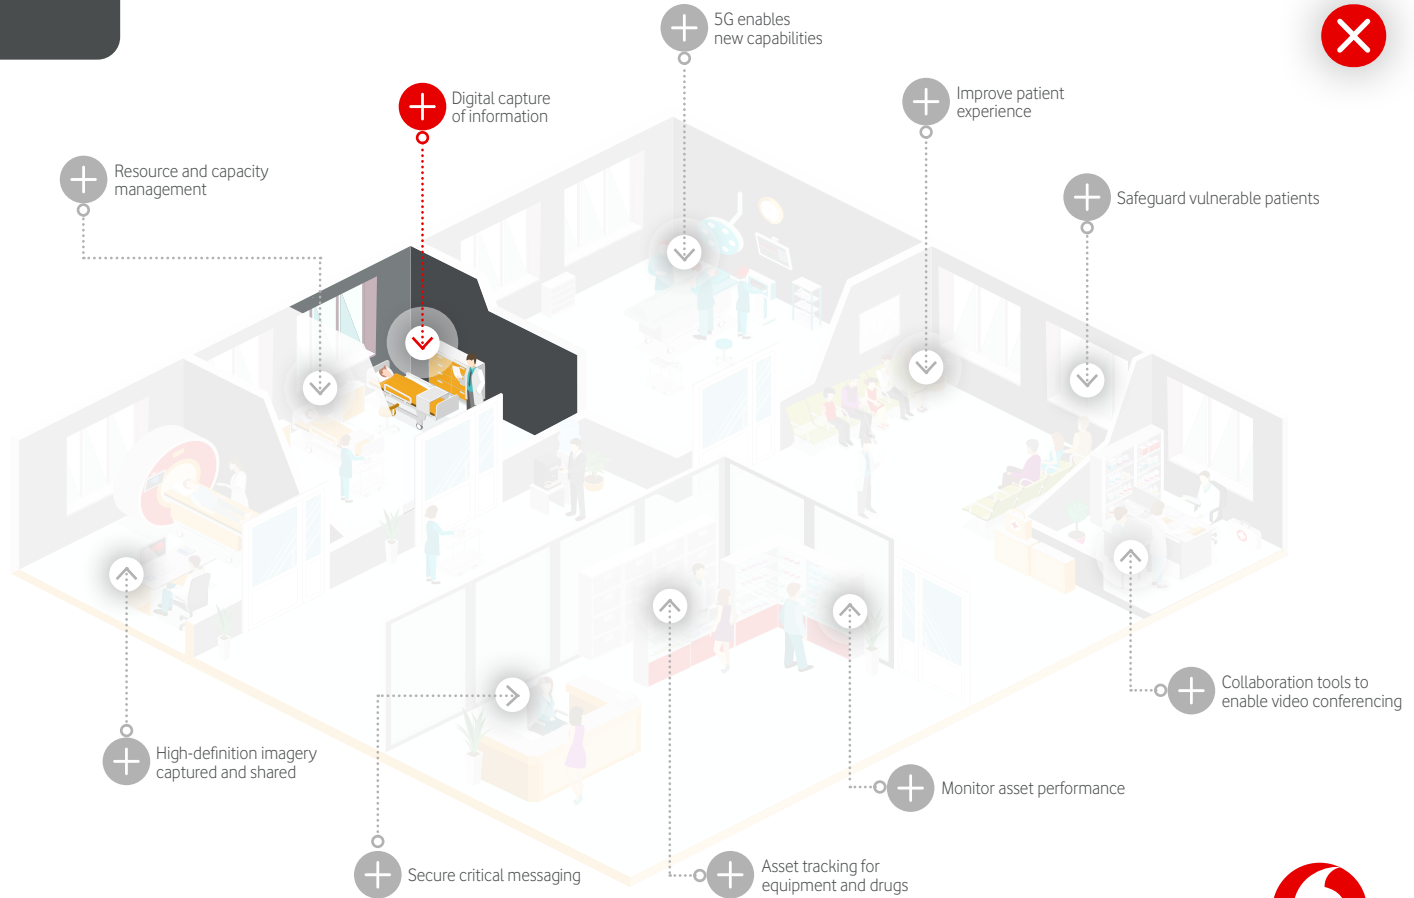 5G enables
new capabilities
Digital capture
of information
Improve patient
experience
Resource and capacity
management
Safeguard vulnerable patients
Collaboration tools to
enable video conferencing
High-definition imagery
captured and shared
Monitor asset performance
Secure critical messaging
Asset tracking for
equipment and drugs